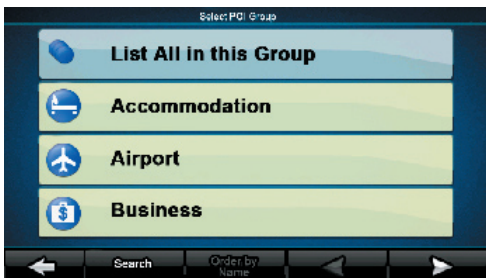 Select POI Group
List All in this Group
Accommodation
Airport
Business
$
Search
Order by
Name